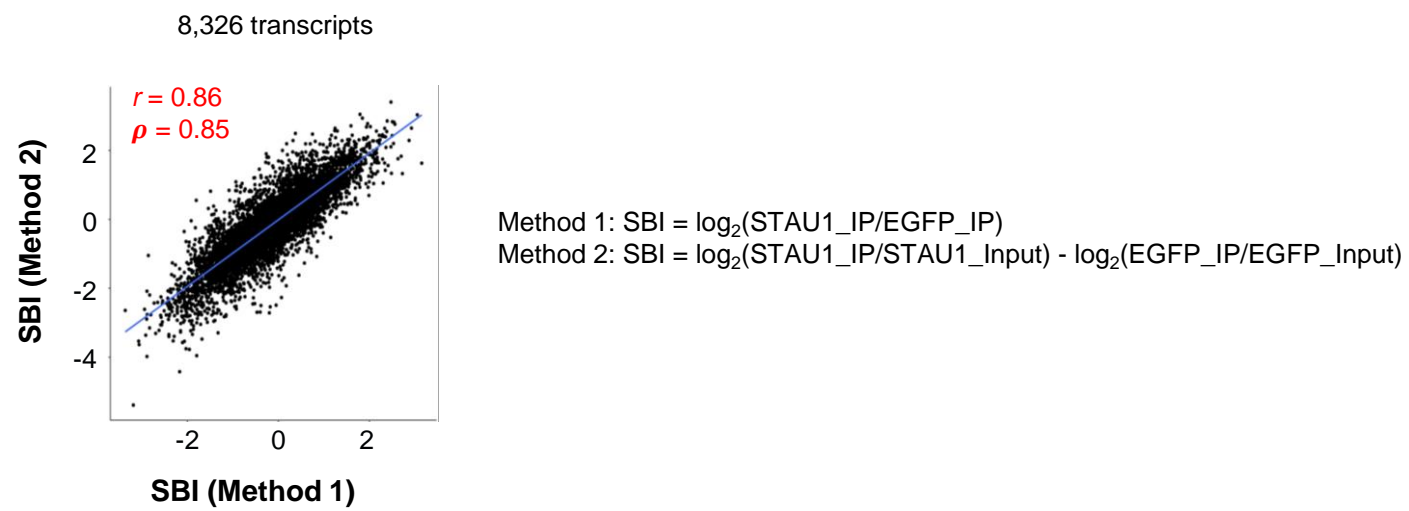 8,326 transcripts
r = 0.86
ρ = 0.85
SBI (Method 2)
2
0
-2
-4
-2 0 2
SBI (Method 1)
Method 1: SBI = log₂(STAU1_IP/EGFP_IP)
Method 2: SBI = log₂(STAU1_IP/STAU1_Input) - log₂(EGFP_IP/EGFP_Input)